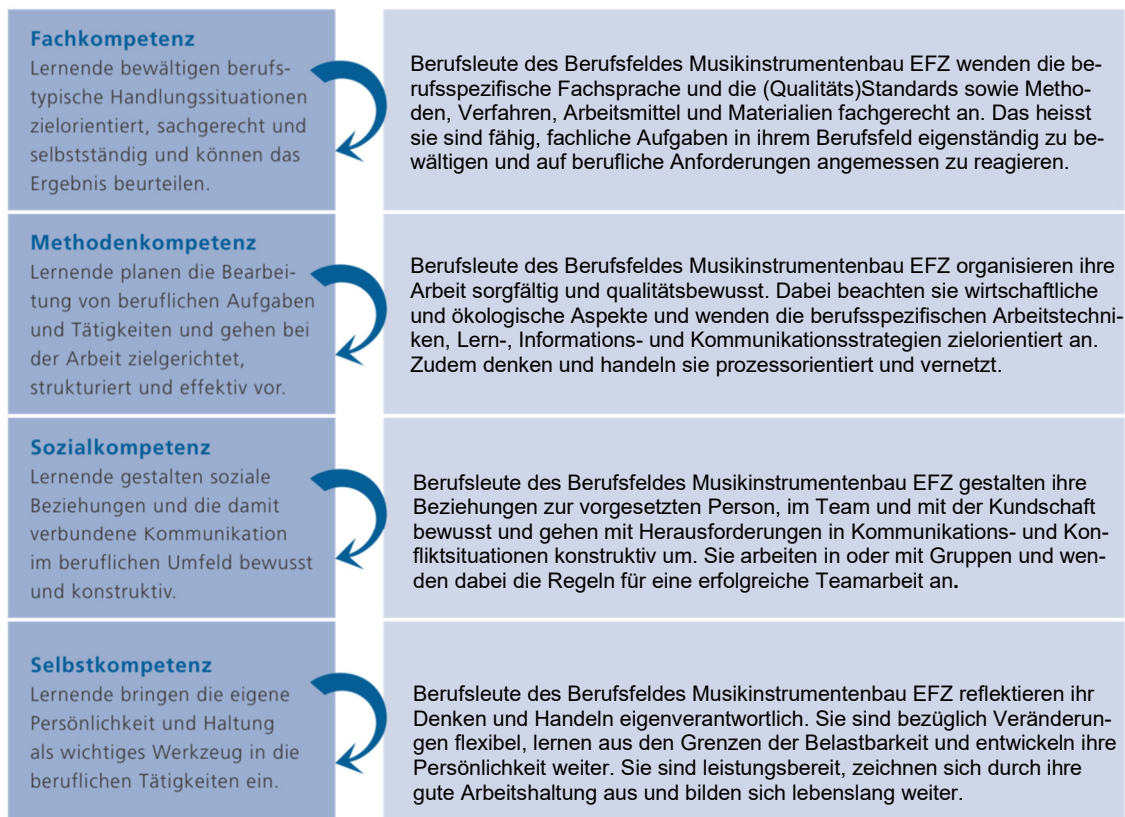 Fachkompetenz
Lernende bewältigen berufs-
typische Handlungssituationen
zielorientiert, sachgerecht und
selbstständig und können das
Ergebnis beurteilen.
Berufsleute des Berufsfeldes Musikinstrumentenbau EFZ wenden die be-
rufsspezifische Fachsprache und die (Qualitäts)Standards sowie Metho-
den, Verfahren, Arbeitsmittel und Materialien fachgerecht an. Das heisst
sie sind fähig, fachliche Aufgaben in ihrem Berufsfeld eigenständig zu be-
wältigen und auf berufliche Anforderungen angemessen zu reagieren.
Methodenkompetenz
Lernende planen die Bearbei-
tung von beruflichen Aufgaben
und Tätigkeiten und gehen bei
der Arbeit zielgerichtet,
strukturiert und effektiv vor.
Berufsleute des Berufsfeldes Musikinstrumentenbau EFZ organisieren ihre
Arbeit sorgfältig und qualitätsbewusst. Dabei beachten sie wirtschaftliche
und ökologische Aspekte und wenden die berufsspezifischen Arbeitstechni-
ken, Lern-, Informations- und Kommunikationsstrategien zielorientiert an.
Zudem denken und handeln sie prozessorientiert und vernetzt.
Sozialkompetenz
Lernende gestalten soziale
Beziehungen und die damit
verbundene Kommunikation
im beruflichen Umfeld bewusst
und konstruktiv.
Berufsleute des Berufsfeldes Musikinstrumentenbau EFZ gestalten ihre
Beziehungen zur vorgesetzten Person, im Team und mit der Kundschaft
bewusst und gehen mit Herausforderungen in Kommunikations- und Kon-
fliktsituationen konstruktiv um. Sie arbeiten in oder mit Gruppen und wen-
den dabei die Regeln für eine erfolgreiche Teamarbeit an.
Selbstkompetenz
Lernende bringen die eigene
Persönlichkeit und Haltung
als wichtiges Werkzeug in die
beruflichen Tätigkeiten ein.
Berufsleute des Berufsfeldes Musikinstrumentenbau EFZ reflektieren ihr
Denken und Handeln eigenverantwortlich. Sie sind bezüglich Veränderun-
gen flexibel, lernen aus den Grenzen der Belastbarkeit und entwickeln ihre
Persönlichkeit weiter. Sie sind leistungsbereit, zeichnen sich durch ihre
gute Arbeitshaltung aus und bilden sich lebenslang weiter.